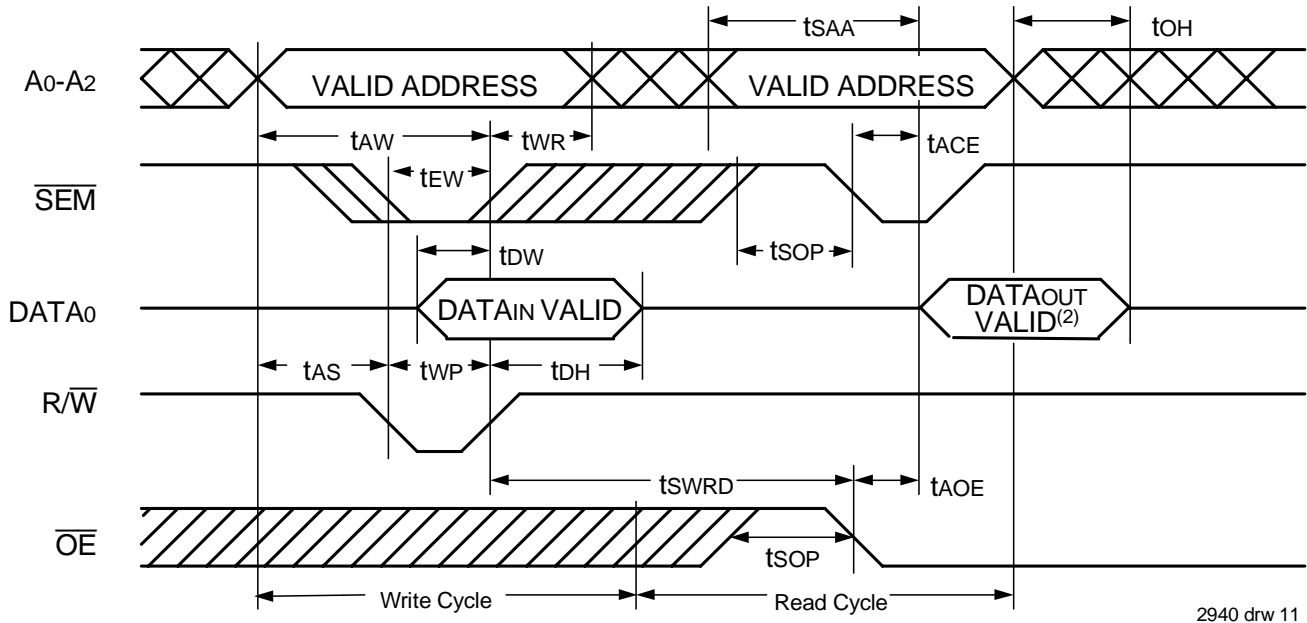 tSAA
tOH
A0-A2
VALID ADDRESS
VALID ADDRESS
tAW
tWR
tACE
tEW
SEM
tSOP
tDW
DATA0
DATAIN VALID
DATAOUT
VALID(2)
tAS
tWP
tDH
R/W
tSWRD
tAOE
OE
tSOP
Write Cycle
Read Cycle
2940 drw 11